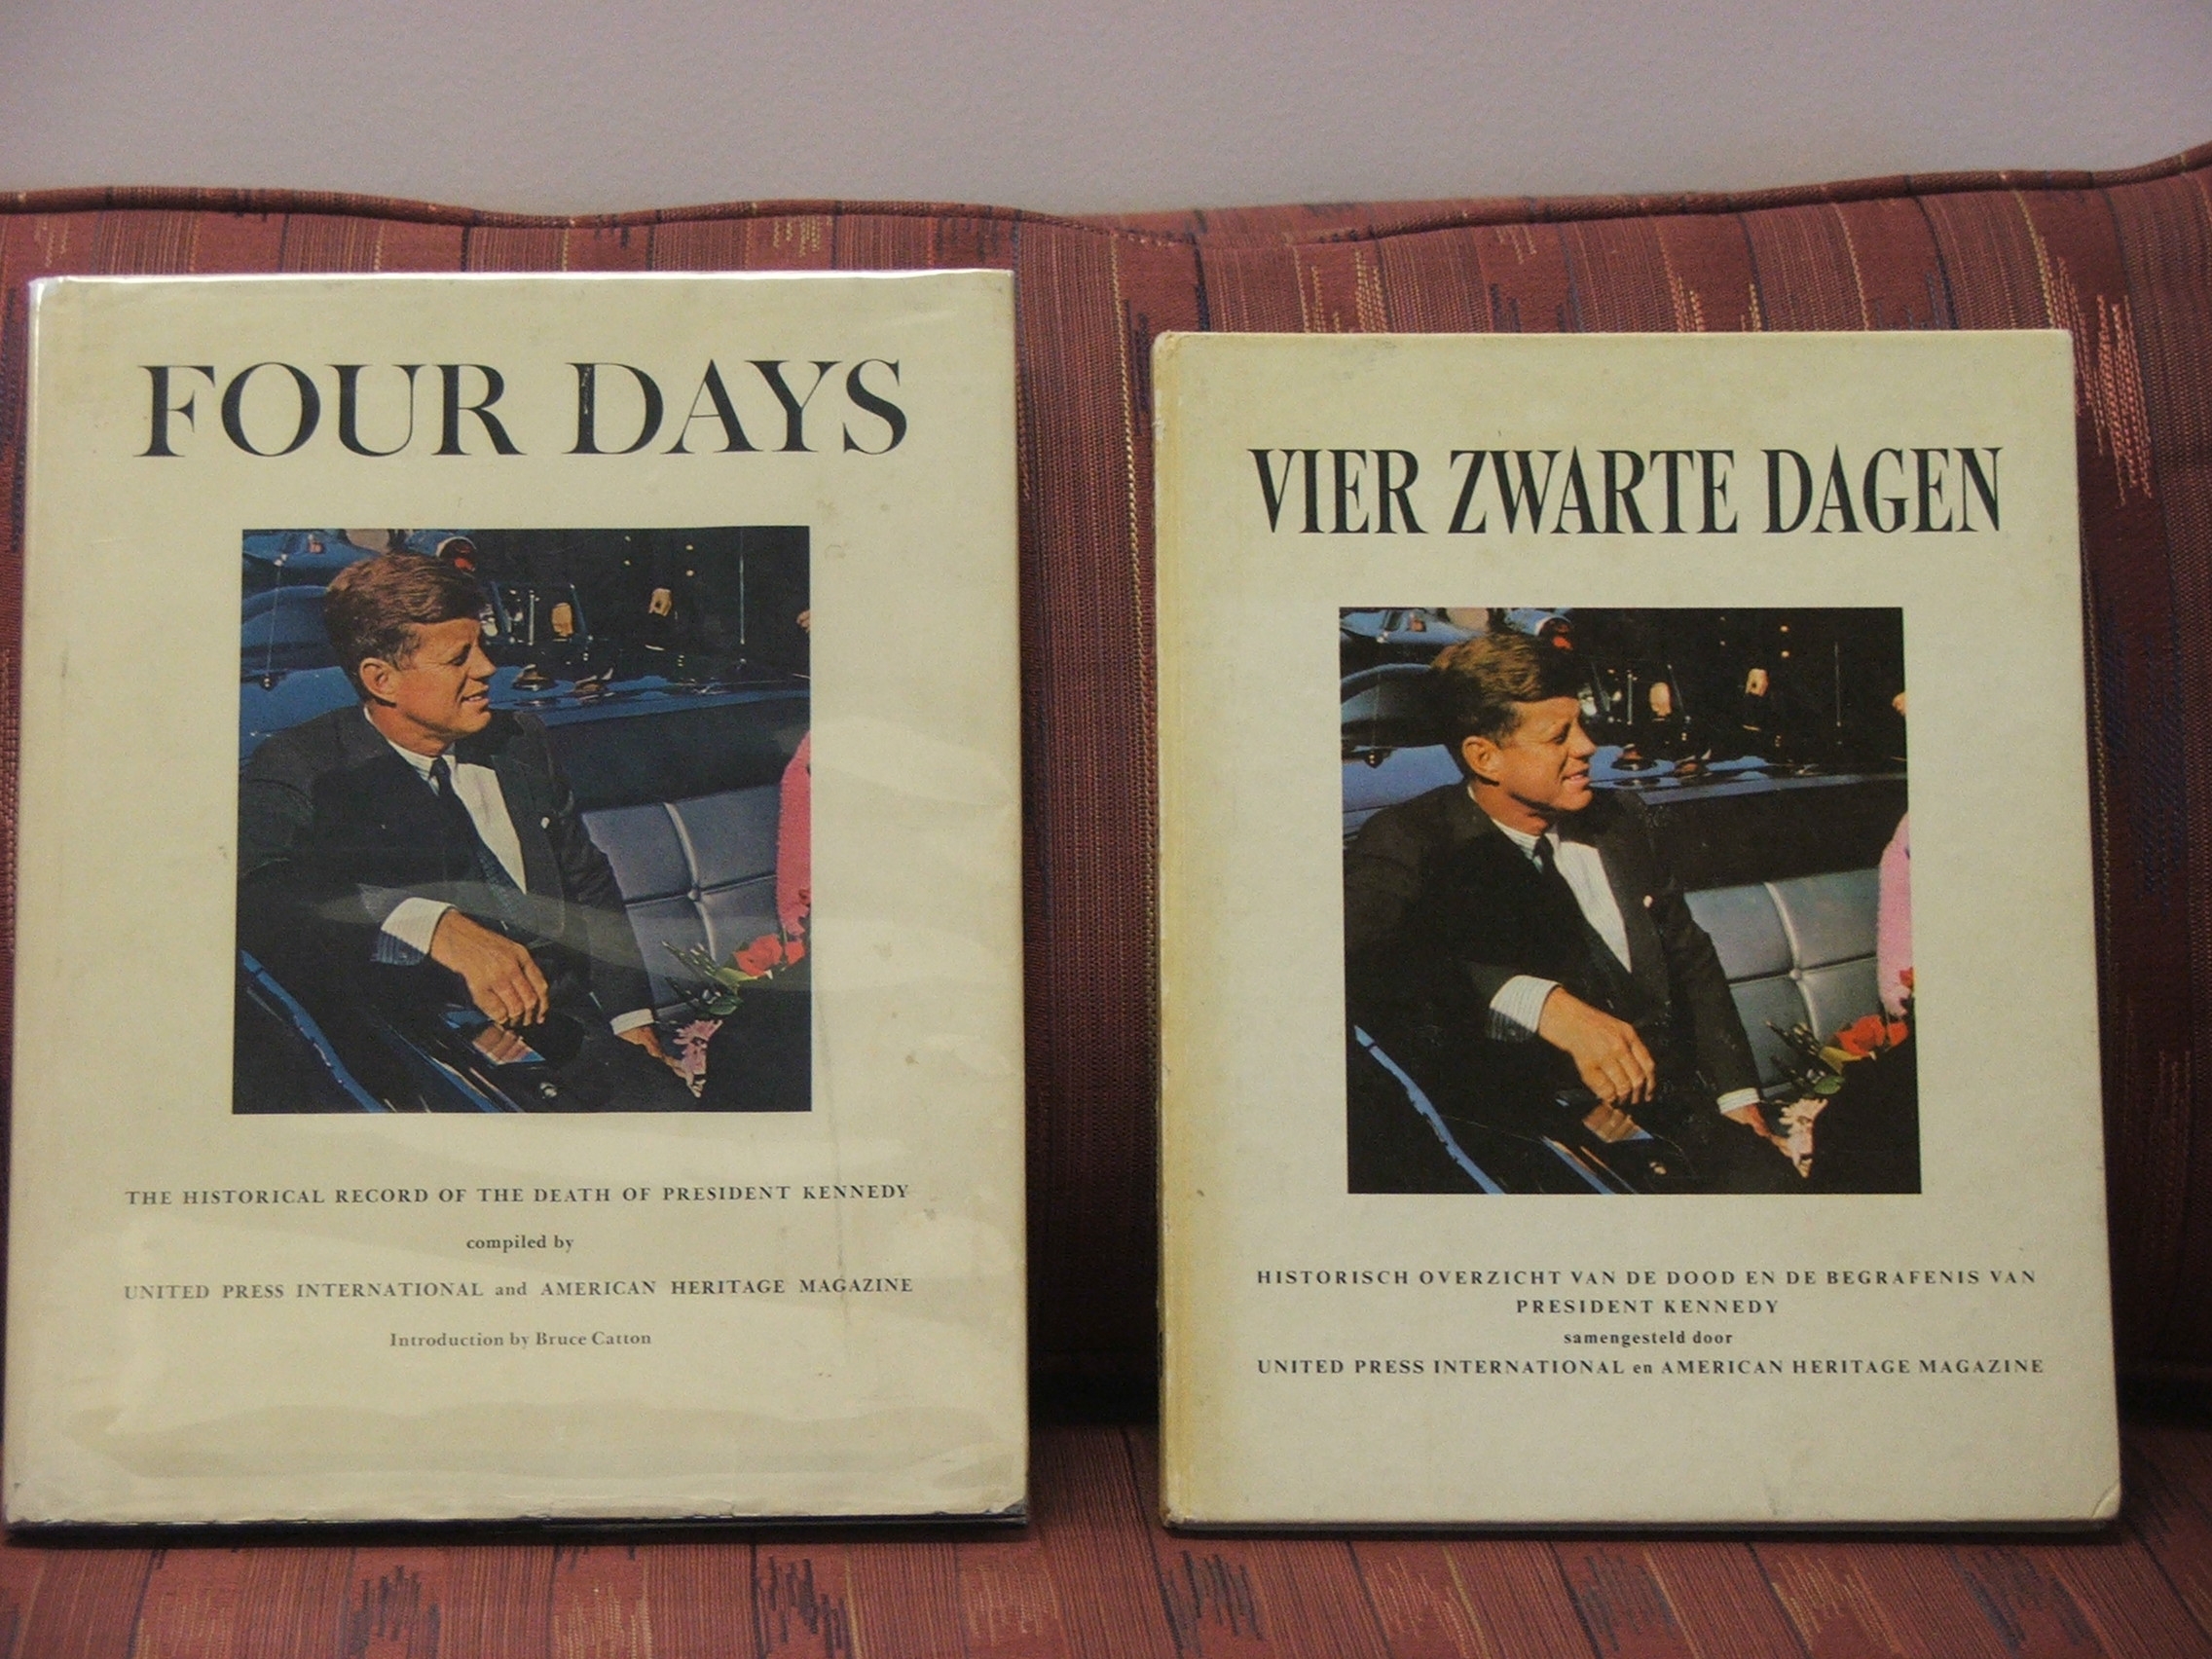 FOUR DAYS
THE HISTORICAL RECORD OF THE DEATH OF PRESIDENT KENNEDY
compiled by
UNITED PRESS INTERNATIONAL and AMERICAN HERITAGE MAGAZINE
Introduction by Bruce Catton
VIER ZWARTE DAGEN
HISTORISCH OVERZICHT VAN DE DOOD EN DE BEGRAFENIS VAN
PRESIDENT KENNEDY
samengesteld door
UNITED PRESS INTERNATIONAL en AMERICAN HERITAGE MAGAZINE